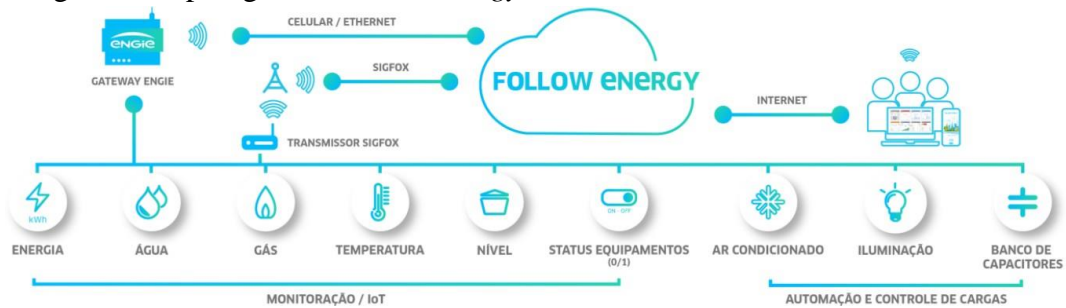 CELULAR / ETHERNET
ENGIE
GATEWAY ENGIE
SIGFOX
FOLLOW ENERGY
INTERNET
TRANSMISSOR SIGFOX
kWh
ON - OFF
ENERGIA
ÁGUA
GÁS
TEMPERATURA
NÍVEL
STATUS EQUIPAMENTOS
(0/1)
AR CONDICIONADO
ILUMINAÇÃO
BANCO DE
CAPACITORES
MONITORAÇÃO / IoT
AUTOMAÇÃO E CONTROLE DE CARGAS